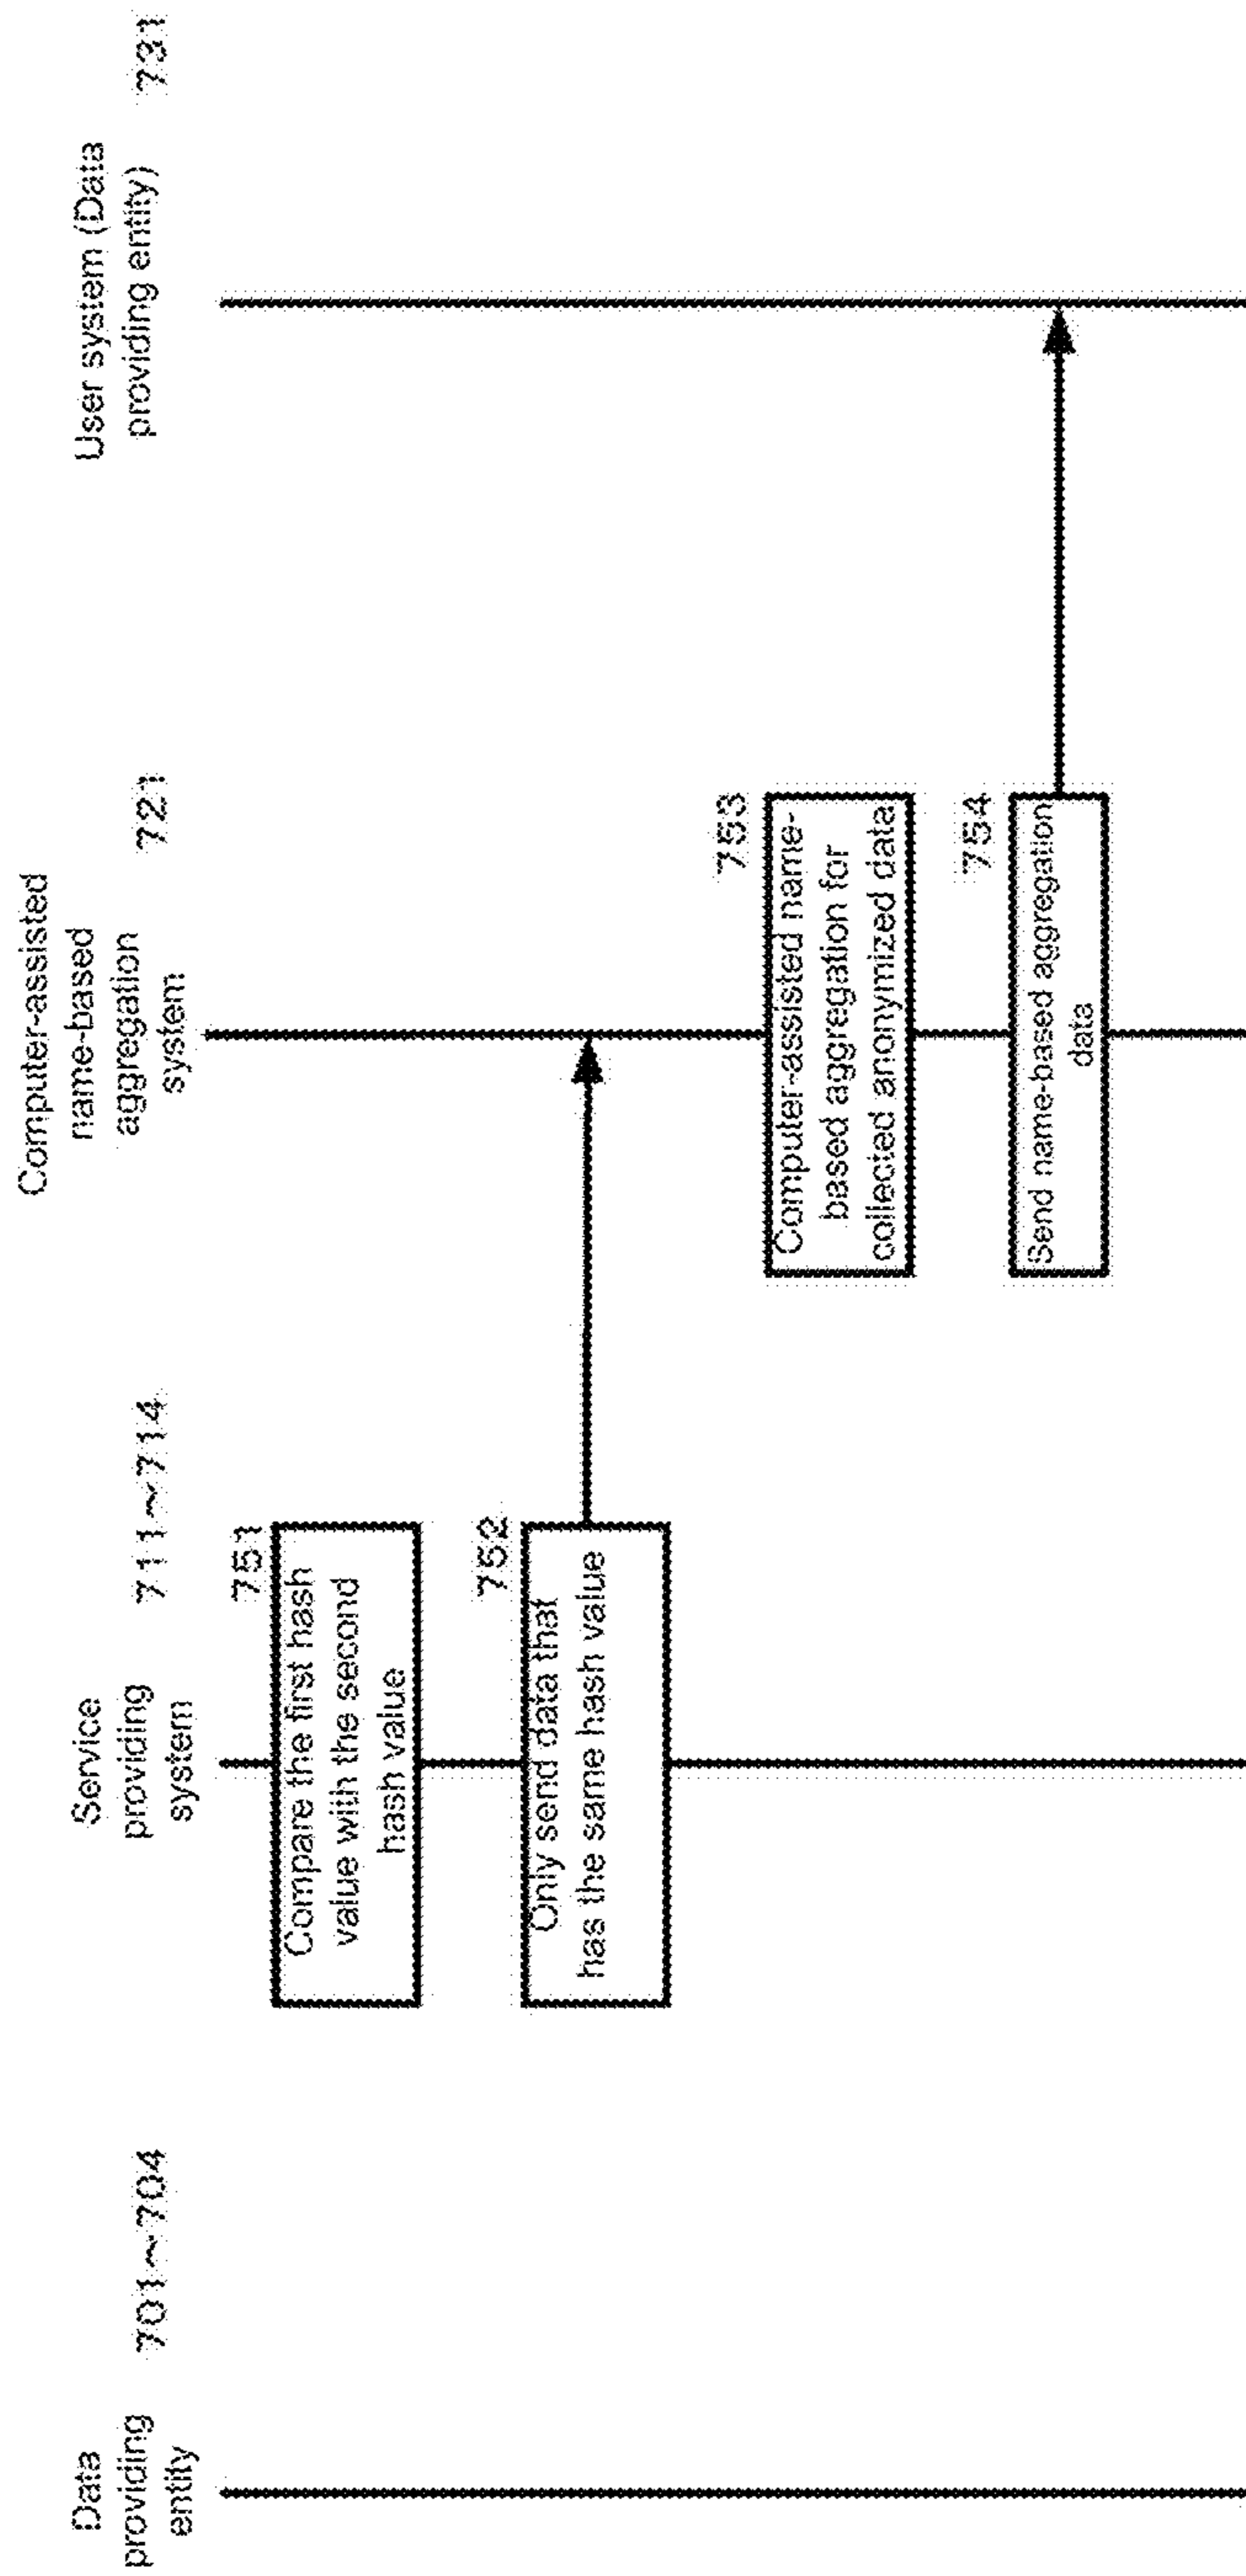 Data
providing
entity
701~704
Service
providing
system
711~714
Computer-assisted
name-based
aggregation
system
721
User system (Data
providing entity)
731
751
Compare the first hash
value with the second
hash value
752
Only send data that
has the same hash value
753
Computer-assisted name-
based aggregation for
collected anonymized data
754
Send name-based aggregation
data